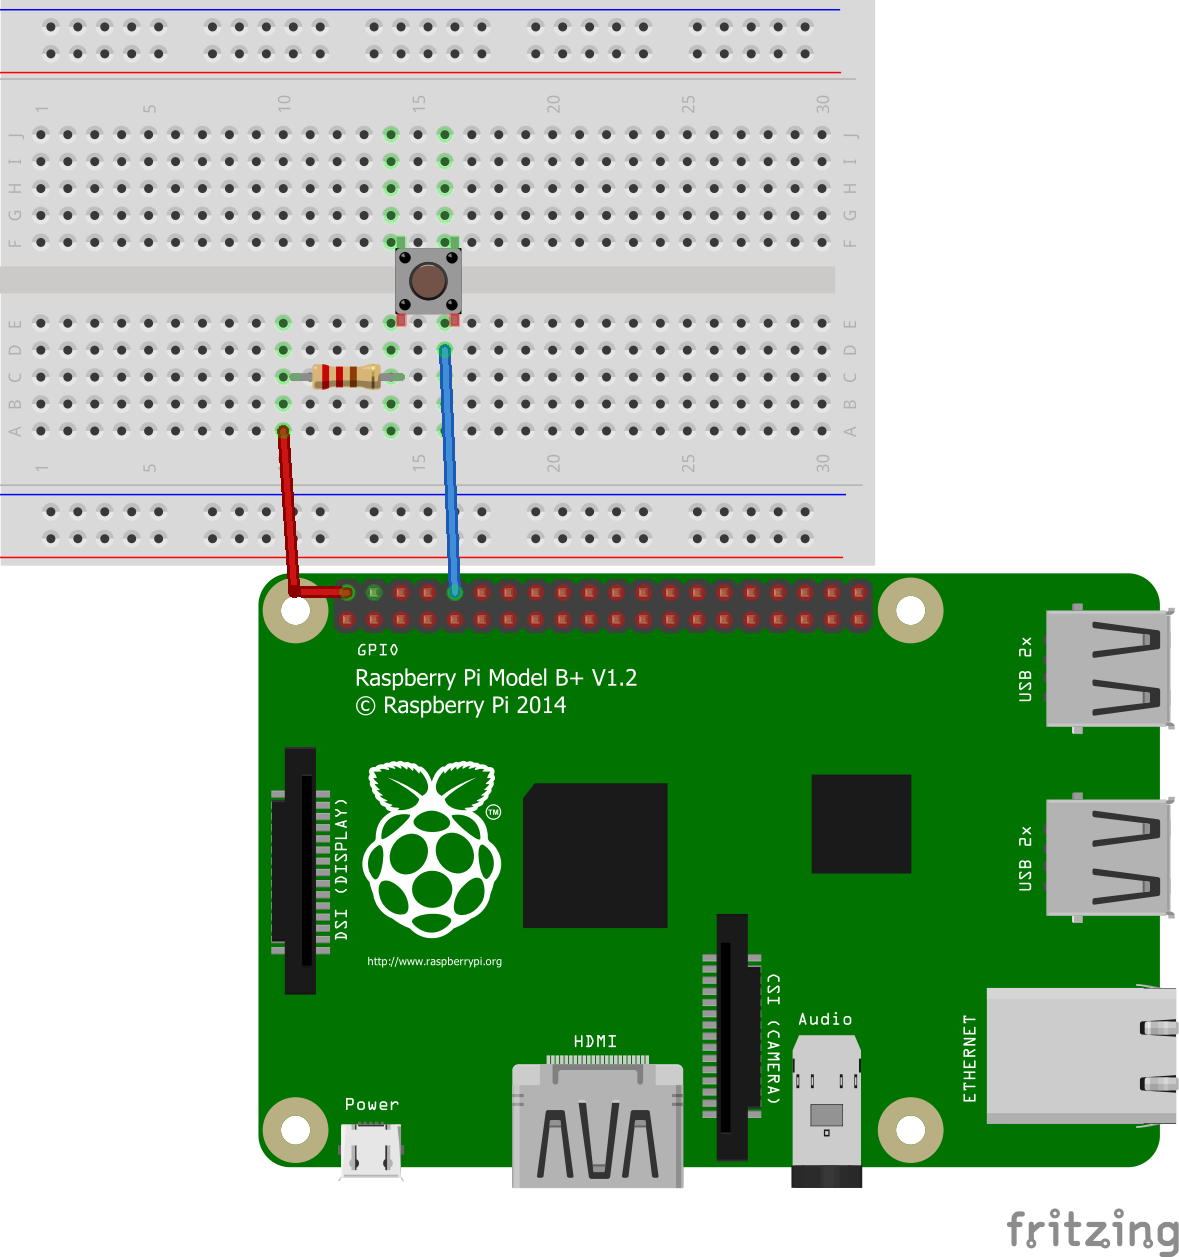 1 5 10 15 20 25 30
J J
I I
H H
G G
F F
E E
D D
C C
B B
A A
1 5 15 20 25 30
GPIO
Raspberry Pi Model B+ V1.2
© Raspberry Pi 2014
USB 2x
TM
DSI (DISPLAY)
USB 2x
http://www.raspberrypi.org
CSI (CAMERA)
Audio
ETHERNET
HDMI
Power
fritzing